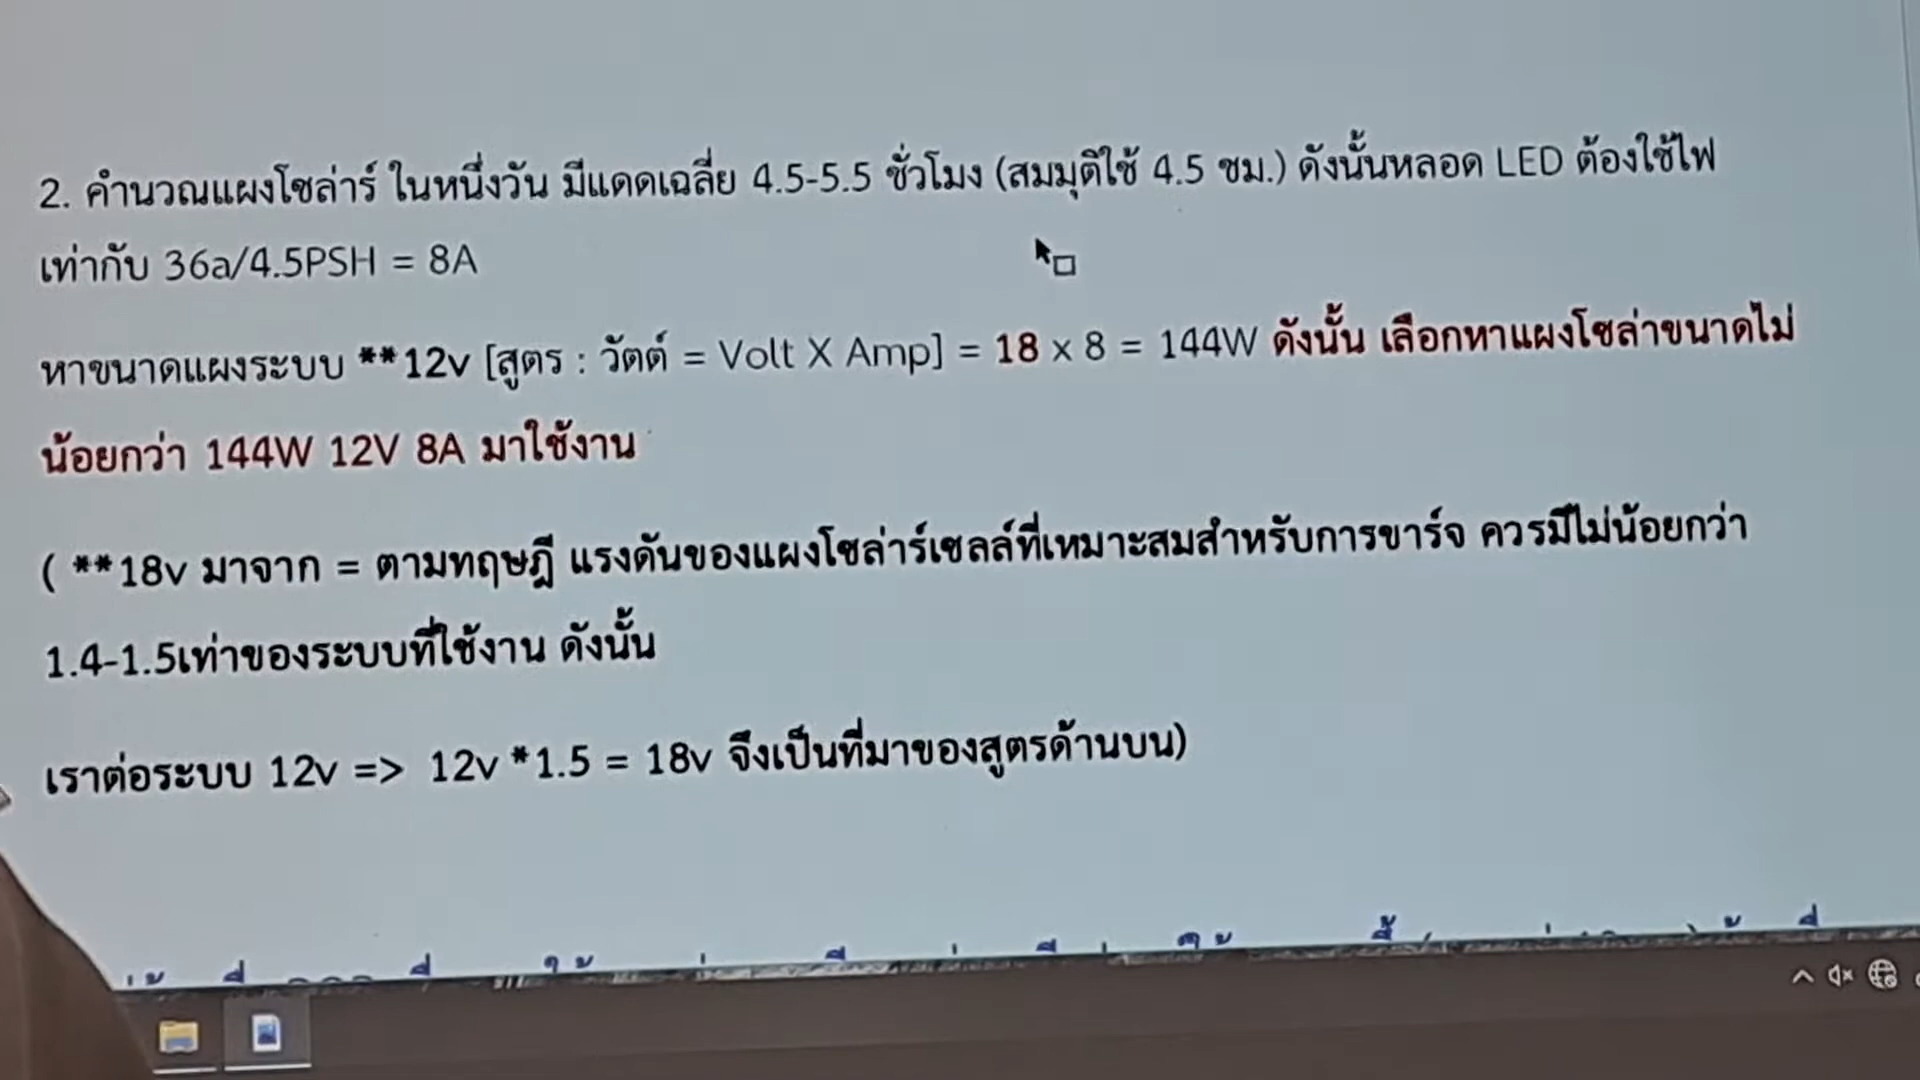 2. คำนวณแผงโซล่าร์ ในหนึ่งวัน มีแดดเฉลี่ย 4.5-5.5 ชั่วโมง (สมมุติใช้ 4.5 ชม.) ดังนั้นหลอด LED ต้องใช้ไฟ
เท่ากับ 36a/4.5PSH = 8A
หาขนาดแผงระบบ **12v [สูตร : วัตต์ = Volt X Amp] = 18 x 8 = 144W ดังนั้น เลือกหาแผงโซล่าขนาดไม่
น้อยกว่า 144W 12V 8A มาใช้งาน
( **18v มาจาก = ตามทฤษฎี แรงดันของแผงโซล่าร์เซลล์ที่เหมาะสมสำหรับการชาร์จ ควรมีไม่น้อยกว่า
1.4-1.5เท่าของระบบที่ใช้งาน ดังนั้น
เราต่อระบบ 12v => 12v *1.5 = 18v จึงเป็นที่มาของสูตรด้านบน)